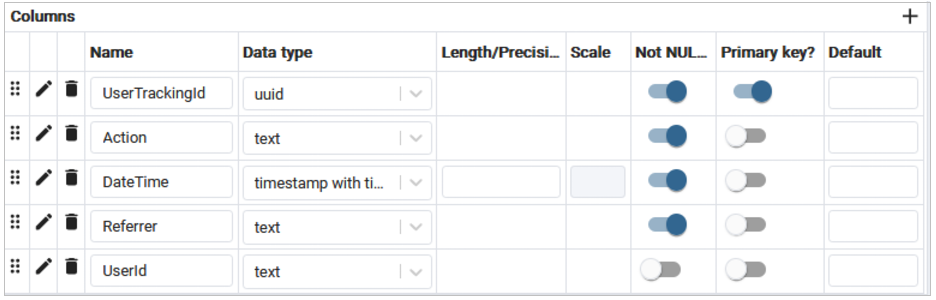 Columns +
Name Data type Length/Precisi... Scale Not NUL... Primary key? Default
UserTrackingId uuid
Action text
DateTime timestamp with ti...
Referrer text
UserId text